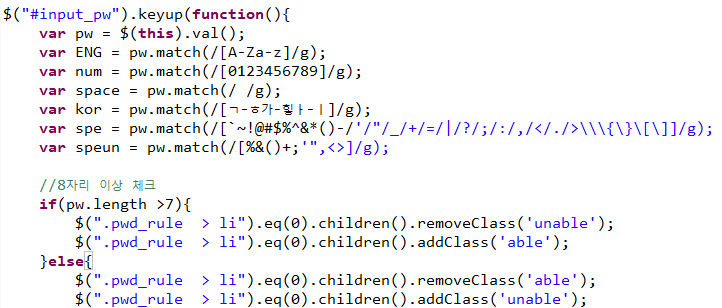 $("#input_pw").keyup(function(){
var pw = $(this).val();
var ENG = pw.match(/[A-Za-z]/g);
var num = pw.match(/[0123456789]/g);
var space = pw.match(/ /g);
var kor = pw.match(/[ㄱ-ㅎ가-힣ㅏ-ㅣ]/g);
var spe = pw.match(/[`~!@#$%^&*()-/'/"/_/+/=/|/?/;/:/,/</./>\\\{\}\[\]]/g);
var speun = pw.match(/[%&()+;'",<>]/g);
//8자리 이상 체크
if(pw.length >7){
$(".pwd_rule  > li").eq(0).children().removeClass('unable');
$(".pwd_rule  > li").eq(0).children().addClass('able');
}else{
$(".pwd_rule  > li").eq(0).children().removeClass('able');
$(".pwd_rule  > li").eq(0).children().addClass('unable');